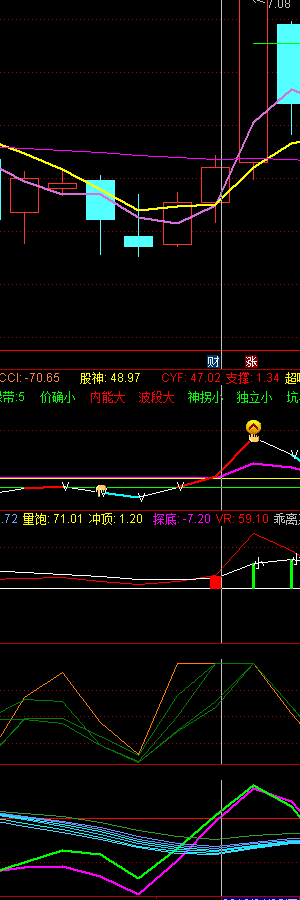 7.08
财 涨
CCI: -70.65 股神: 48.97 CYF: 47.02 支撑: 1.34 超
带:5 价确小 内能大 波段大 神拐小 独立小 坑
.72 量饱: 71.01 冲顶: 1.20 探底: -7.20 VR: 59.10 乖离
小 小